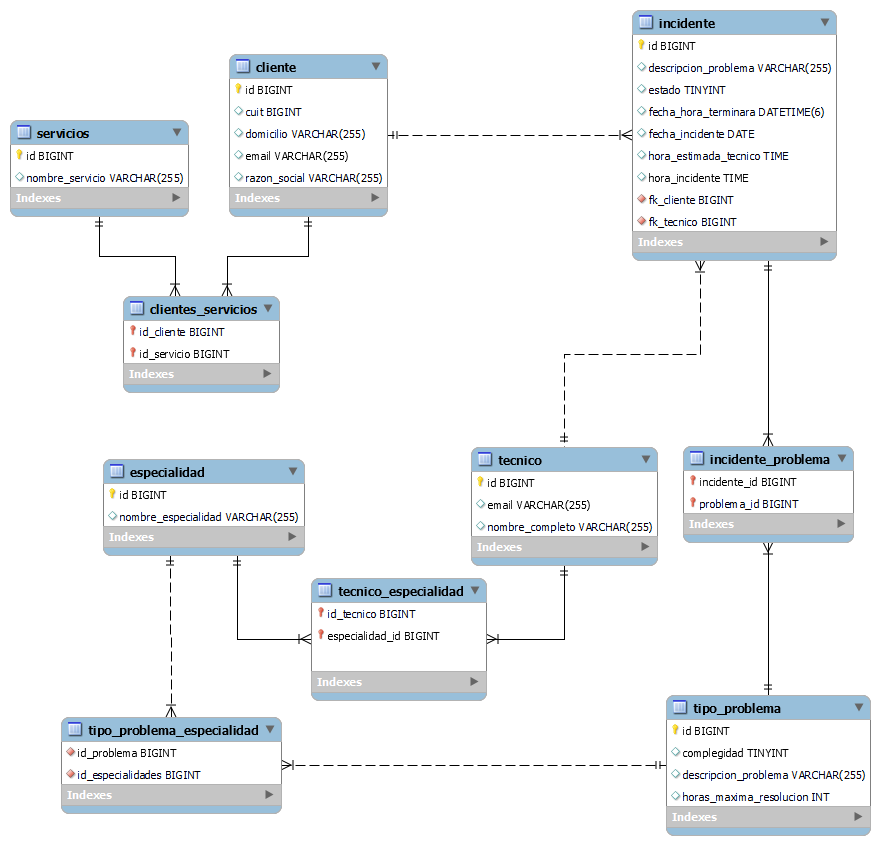 incidente
id BIGINT
descripcion_problema VARCHAR(255)
estado TINYINT
fecha_hora_terminara DATETIME(6)
fecha_incidente DATE
hora_estimada_tecnico TIME
hora_incidente TIME
fk_cliente BIGINT
fk_tecnico BIGINT
Indexes
cliente
id BIGINT
cuit BIGINT
domicilio VARCHAR(255)
email VARCHAR(255)
razon_social VARCHAR(255)
Indexes
servicios
id BIGINT
nombre_servicio VARCHAR(255)
Indexes
clientes_servicios
id_cliente BIGINT
id_servicio BIGINT
Indexes
especialidad
id BIGINT
nombre_especialidad VARCHAR(255)
Indexes
tecnico
id BIGINT
email VARCHAR(255)
nombre_completo VARCHAR(255)
Indexes
incidente_problema
incidente_id BIGINT
problema_id BIGINT
Indexes
tecnico_especialidad
id_tecnico BIGINT
especialidad_id BIGINT
Indexes
tipo_problema_especialidad
id_problema BIGINT
id_especialidades BIGINT
Indexes
tipo_problema
id BIGINT
complegidad TINYINT
descripcion_problema VARCHAR(255)
horas_maxima_resolucion INT
Indexes